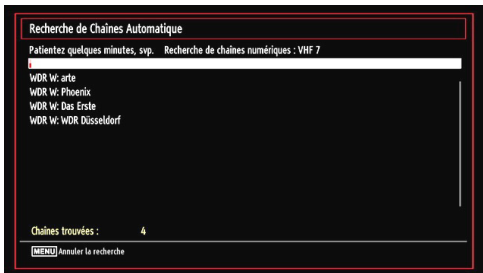 Recherche de Chaînes Automatique
Patientez quelques minutes, svp. Recherche de chaînes numériques : VHF 7
WDR W: arte
WDR W: Phoenix
WDR W: Das Erste
WDR W: WDR Düsseldorf
Chaines trouvées : 4
MENU Annuler la recherche